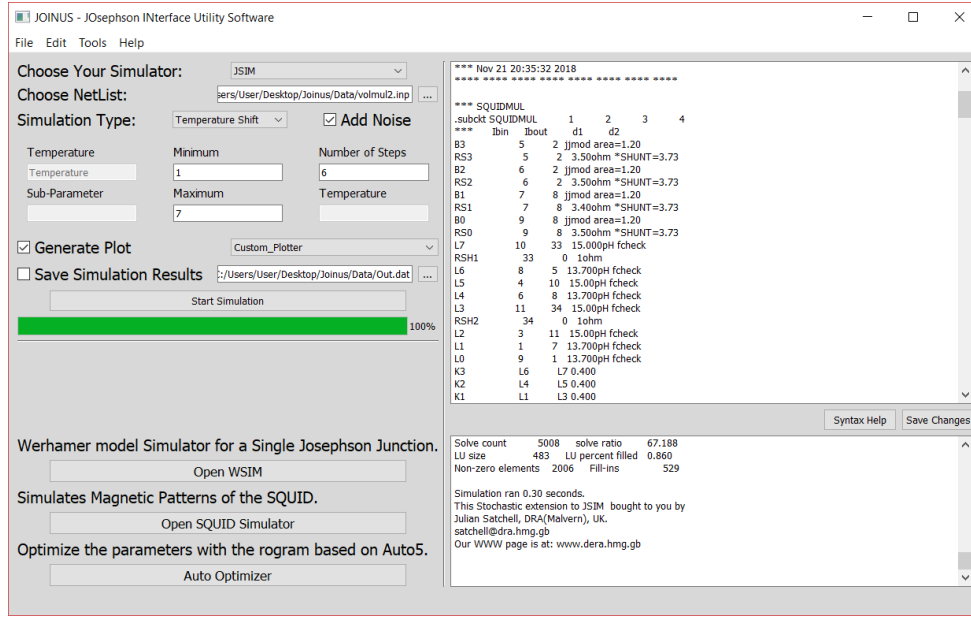 JOINUS - JOsephson INterface Utility Software
File Edit Tools Help
Choose Your Simulator: JSIM
Choose NetList: sers/User/Desktop/Joinus/Data/volmul2.inp ...
Simulation Type: Temperature Shift Add Noise
Temperature Minimum Number of Steps
Temperature 1 6
Sub-Parameter Maximum Temperature
7
Generate Plot Custom_Plotter
Save Simulation Results :/Users/User/Desktop/Joinus/Data/Out.dat ...
Start Simulation
100%
Werhamer model Simulator for a Single Josephson Junction.
Open WSIM
Simulates Magnetic Patterns of the SQUID.
Open SQUID Simulator
Optimize the parameters with the rogram based on Auto5.
Auto Optimizer
*** Nov 21 20:35:32 2018
**** **** **** **** **** **** **** **** ****
*** SQUIDMUL
.subckt SQUIDMUL 1 2 3 4
*** Ibin Ibout d1 d2
B3 5 2 jjmod area=1.20
RS3 5 2 3.50ohm *SHUNT=3.73
B2 6 2 jjmod area=1.20
RS2 6 2 3.50ohm *SHUNT=3.73
B1 7 8 jjmod area=1.20
RS1 7 8 3.40ohm *SHUNT=3.73
B0 9 8 jjmod area=1.20
RS0 9 8 3.50ohm *SHUNT=3.73
L7 10 33 15.000pH fcheck
RSH1 33 0 1ohm
L6 8 5 13.700pH fcheck
L5 4 10 15.00pH fcheck
L4 6 8 13.700pH fcheck
L3 11 34 15.00pH fcheck
RSH2 34 0 1ohm
L2 3 11 15.00pH fcheck
L1 1 7 13.700pH fcheck
L0 9 1 13.700pH fcheck
K3 L6 L7 0.400
K2 L4 L5 0.400
K1 L1 L3 0.400
Syntax Help Save Changes
Solve count 5008 solve ratio 67.188
LU size 483 LU percent filled 0.860
Non-zero elements 2006 Fill-ins 529
Simulation ran 0.30 seconds.
This Stochastic extension to JSIM bought to you by
Julian Satchell, DRA(Malvern), UK.
satchell@dra.hmg.gb
Our WWW page is at: www.dera.hmg.gb